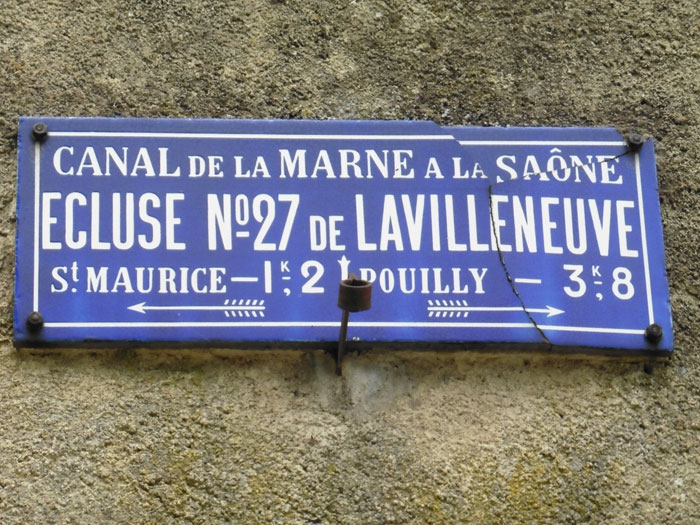 CANAL DE LA MARNE A LA SAÔNE
ECLUSE No27 DE LAVILLENEUVE
St MAURICE — 1K,2 POUILLY — 3K,8